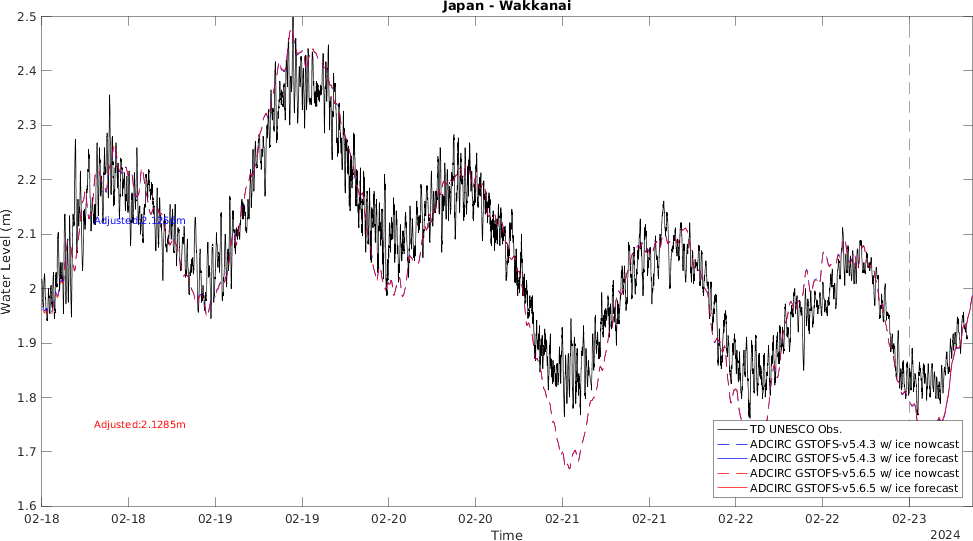 Japan - Wakkanai
2.5
2.4
2.3
2.2
2.1
2
1.9
1.8
1.7
1.6
Water Level (m)
Adjusted:2.1285m
TD UNESCO Obs.
ADCIRC GSTOFS-v5.4.3 w/ ice nowcast
ADCIRC GSTOFS-v5.4.3 w/ ice forecast
ADCIRC GSTOFS-v5.6.5 w/ ice nowcast
ADCIRC GSTOFS-v5.6.5 w/ ice forecast
02-18 02-18 02-19 02-19 02-20 02-20 02-21 02-21 02-22 02-22 02-23
Time
2024